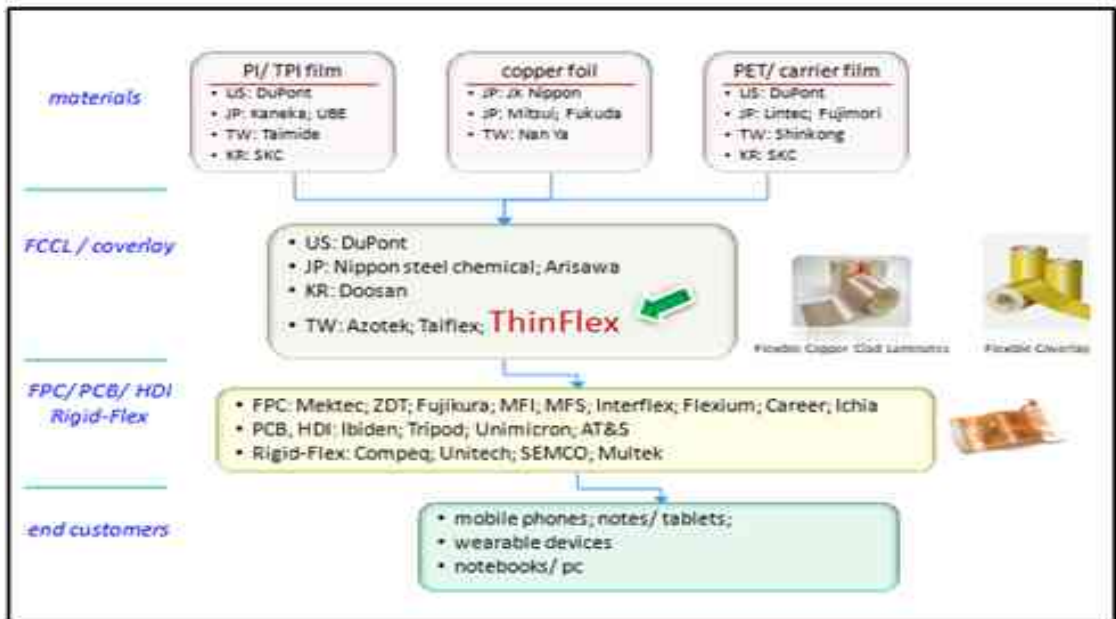 materials
PI/ TPI film
• US: DuPont
• JP: Kaneka; UBE
• TW: Taimide
• KR: SKC
copper foil
• JP: JX Nippon
• JP: Mitsui; Fukuda
• TW: Nan Ya
PET/ carrier film
• US: DuPont
• JP: Lintec; Fujimori
• TW: Shinkong
• KR: SKC
FCCL / coverlay
• US: DuPont
• JP: Nippon steel chemical; Arisawa
• KR: Doosan
• TW: Azotek; Taiflex; ThinFlex
Flexible Copper Clad Laminates
Flexible Coverlay
FPC/ PCB/ HDI
Rigid-Flex
• FPC: Mektec; ZDT; Fujikura; MFI; MFS; Interflex; Flexium; Career; Ichia
• PCB, HDI: Ibiden; Tripod; Unimicron; AT&S
• Rigid-Flex: Compeq; Unitech; SEMCO; Multek
end customers
• mobile phones; notes/ tablets;
• wearable devices
• notebooks/ pc